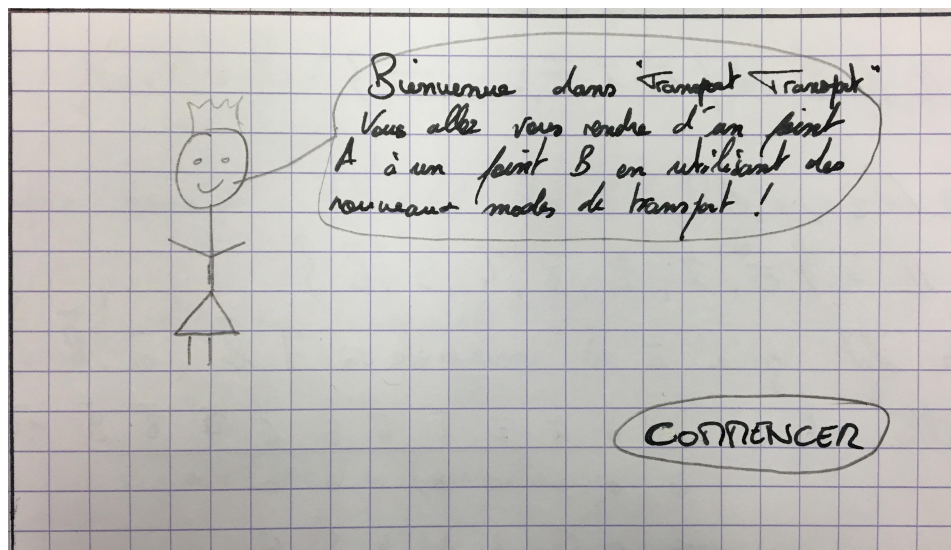 Bienvenue dans "Transport Transport"
Vous allez vous rendre d'un point
A à un point B en utilisant des
nouveaux modes de transport !
COMMENCER